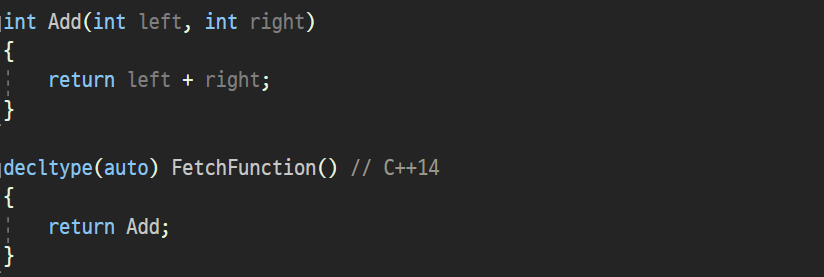 int Add(int left, int right)
{
    return left + right;
}
decltype(auto) FetchFunction() // C++14
{
    return Add;
}